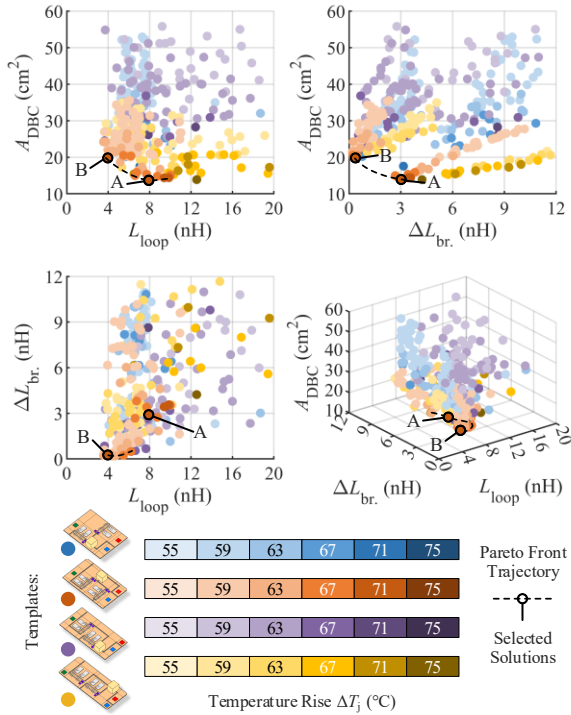 60
50
40
30
20
10
A_DBC (cm²)
B
A
0 4 8 12 16 20
L_loop (nH)
60
50
40
30
20
10
A_DBC (cm²)
B
A
0 3 6 9 12
ΔL_br. (nH)
12
9
6
3
0
ΔL_br. (nH)
B
A
0 4 8 12 16 20
L_loop (nH)
60
50
40
30
20
10
A_DBC (cm²)
A
B
12 9 6 3 0
ΔL_br. (nH)
0 4 8 12 16 20
L_loop (nH)
Templates:
55 59 63 67 71 75
55 59 63 67 71 75
55 59 63 67 71 75
55 59 63 67 71 75
Temperature Rise ΔT_j (°C)
Pareto Front
Trajectory
Selected
Solutions